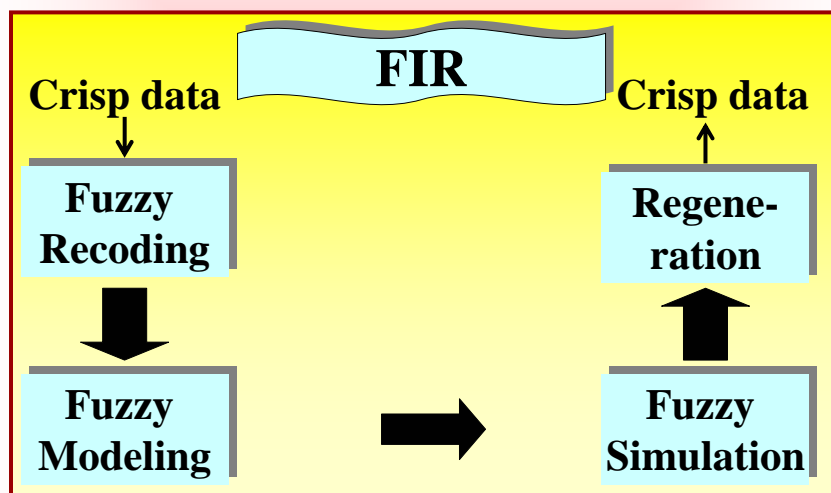 FIR
Crisp data
Fuzzy
Recoding
Fuzzy
Modeling
Fuzzy
Simulation
Regene-
ration
Crisp data